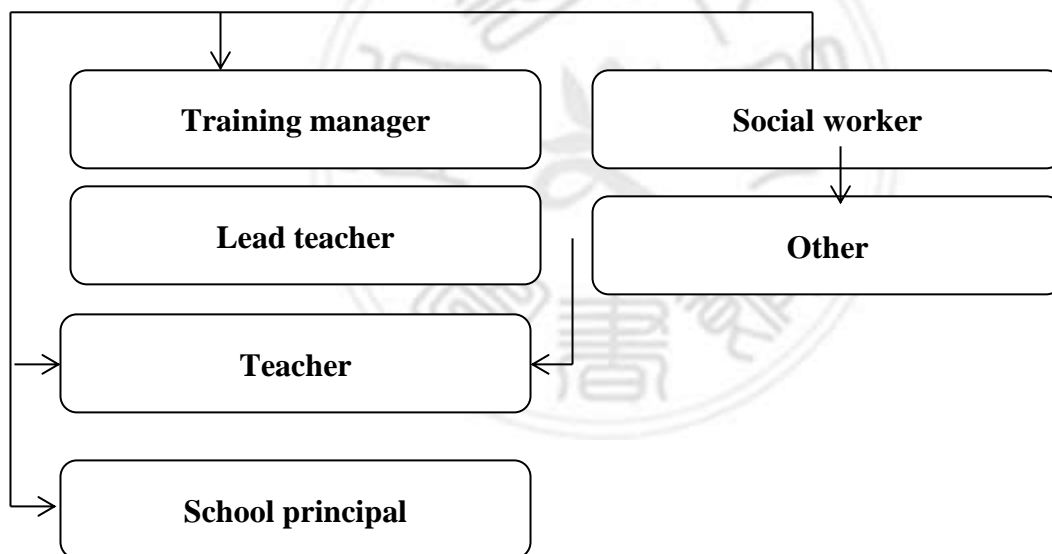 Training manager
Social worker
Lead teacher
Other
Teacher
School principal